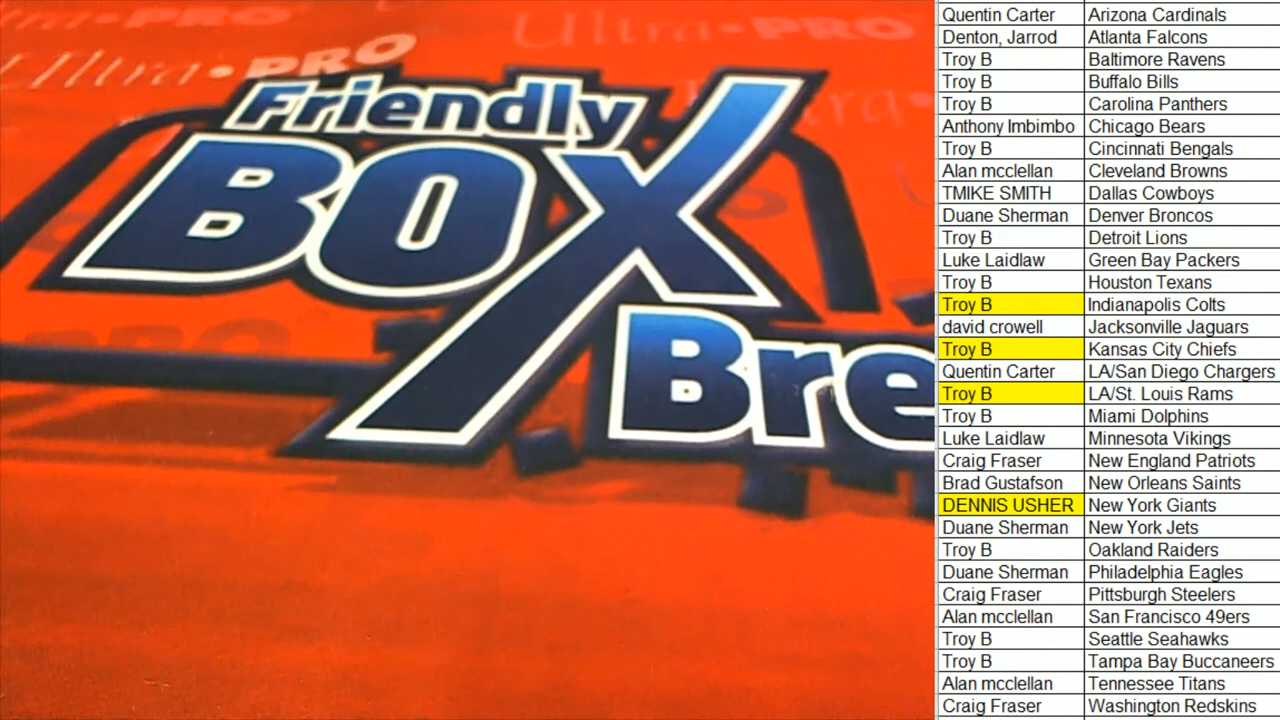 Ultra•PRO
Ultra•PRO
Friendly
BOX
Bre
Quentin Carter Arizona Cardinals
Denton, Jarrod Atlanta Falcons
Troy B Baltimore Ravens
Troy B Buffalo Bills
Troy B Carolina Panthers
Anthony Imbimbo Chicago Bears
Troy B Cincinnati Bengals
Alan mcclellan Cleveland Browns
TMIKE SMITH Dallas Cowboys
Duane Sherman Denver Broncos
Troy B Detroit Lions
Luke Laidlaw Green Bay Packers
Troy B Houston Texans
Troy B Indianapolis Colts
david crowell Jacksonville Jaguars
Troy B Kansas City Chiefs
Quentin Carter LA/San Diego Chargers
Troy B LA/St. Louis Rams
Troy B Miami Dolphins
Luke Laidlaw Minnesota Vikings
Craig Fraser New England Patriots
Brad Gustafson New Orleans Saints
DENNIS USHER New York Giants
Duane Sherman New York Jets
Troy B Oakland Raiders
Duane Sherman Philadelphia Eagles
Craig Fraser Pittsburgh Steelers
Alan mcclellan San Francisco 49ers
Troy B Seattle Seahawks
Troy B Tampa Bay Buccaneers
Alan mcclellan Tennessee Titans
Craig Fraser Washington Redskins